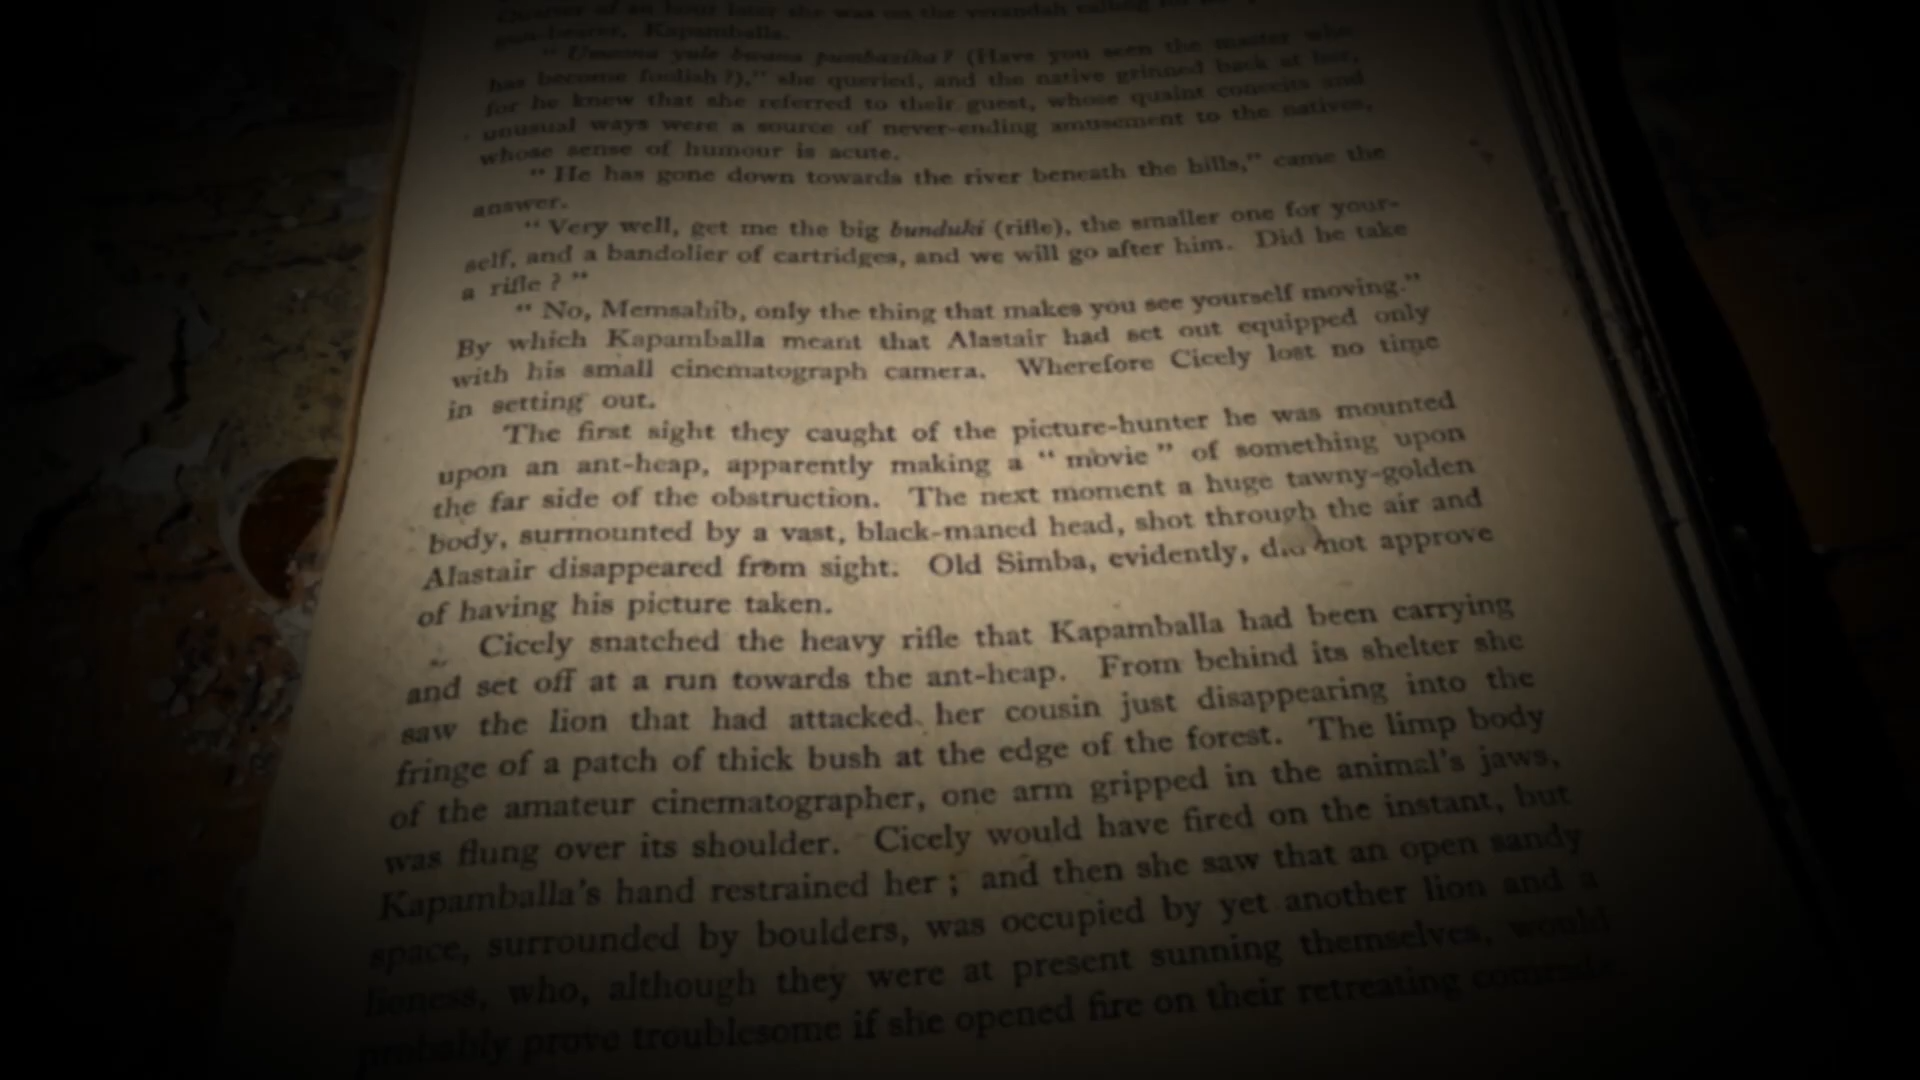 Quarter of an hour later she was on the verandah calling for
gun-bearer, Kapamballa.
" Umeona yule bwana pumbazika ? (Have you seen the master who
has become foolish ?)," she queried, and the native grinned back at her,
for he knew that she referred to their guest, whose quaint conceits and
unusual ways were a source of never-ending amusement to the natives,
whose sense of humour is acute.
" He has gone down towards the river beneath the hills," came the
answer.
" Very well, get me the big bunduki (rifle), the smaller one for your-
self, and a bandolier of cartridges, and we will go after him. Did he take
a rifle ? "
" No, Memsahib, only the thing that makes you see yourself moving."
By which Kapamballa meant that Alastair had set out equipped only
with his small cinematograph camera. Wherefore Cicely lost no time
in setting out.
The first sight they caught of the picture-hunter he was mounted
upon an ant-heap, apparently making a " movie " of something upon
the far side of the obstruction. The next moment a huge tawny-golden
body, surmounted by a vast, black-maned head, shot through the air and
Alastair disappeared from sight. Old Simba, evidently, did not approve
of having his picture taken.
Cicely snatched the heavy rifle that Kapamballa had been carrying
and set off at a run towards the ant-heap. From behind its shelter she
saw the lion that had attacked her cousin just disappearing into the
fringe of a patch of thick bush at the edge of the forest. The limp body
of the amateur cinematographer, one arm gripped in the animal's jaws,
was flung over its shoulder. Cicely would have fired on the instant, but
Kapamballa's hand restrained her ; and then she saw that an open sandy
space, surrounded by boulders, was occupied by yet another lion and a
lioness, who, although they were at present sunning themselves, would
probably prove troublesome if she opened fire on their retreating comrade